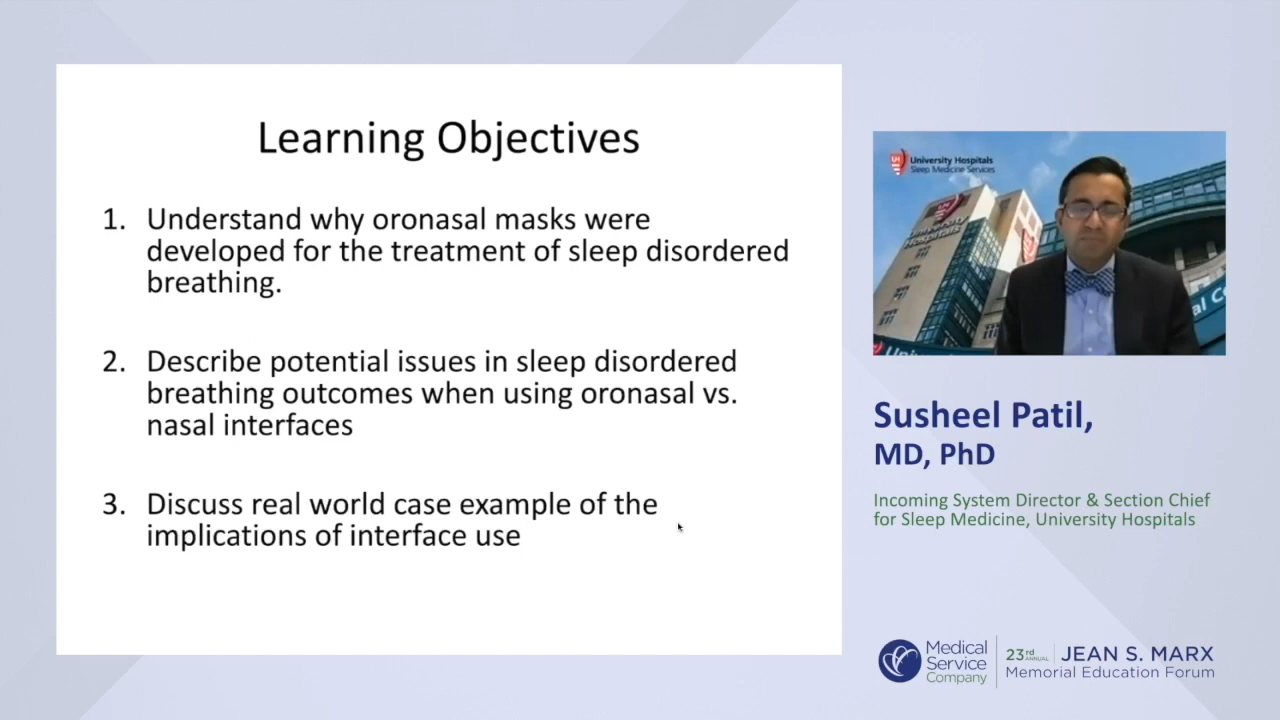 Learning Objectives
1. Understand why oronasal masks were
developed for the treatment of sleep disordered
breathing.
2. Describe potential issues in sleep disordered
breathing outcomes when using oronasal vs.
nasal interfaces
3. Discuss real world case example of the
implications of interface use
UH
University Hospitals
Sleep Medicine Services
University
Hospitals
Susheel Patil,
MD, PhD
Incoming System Director & Section Chief
for Sleep Medicine, University Hospitals
Medical
Service
Company
23rd
ANNUAL
JEAN S. MARX
Memorial Education Forum